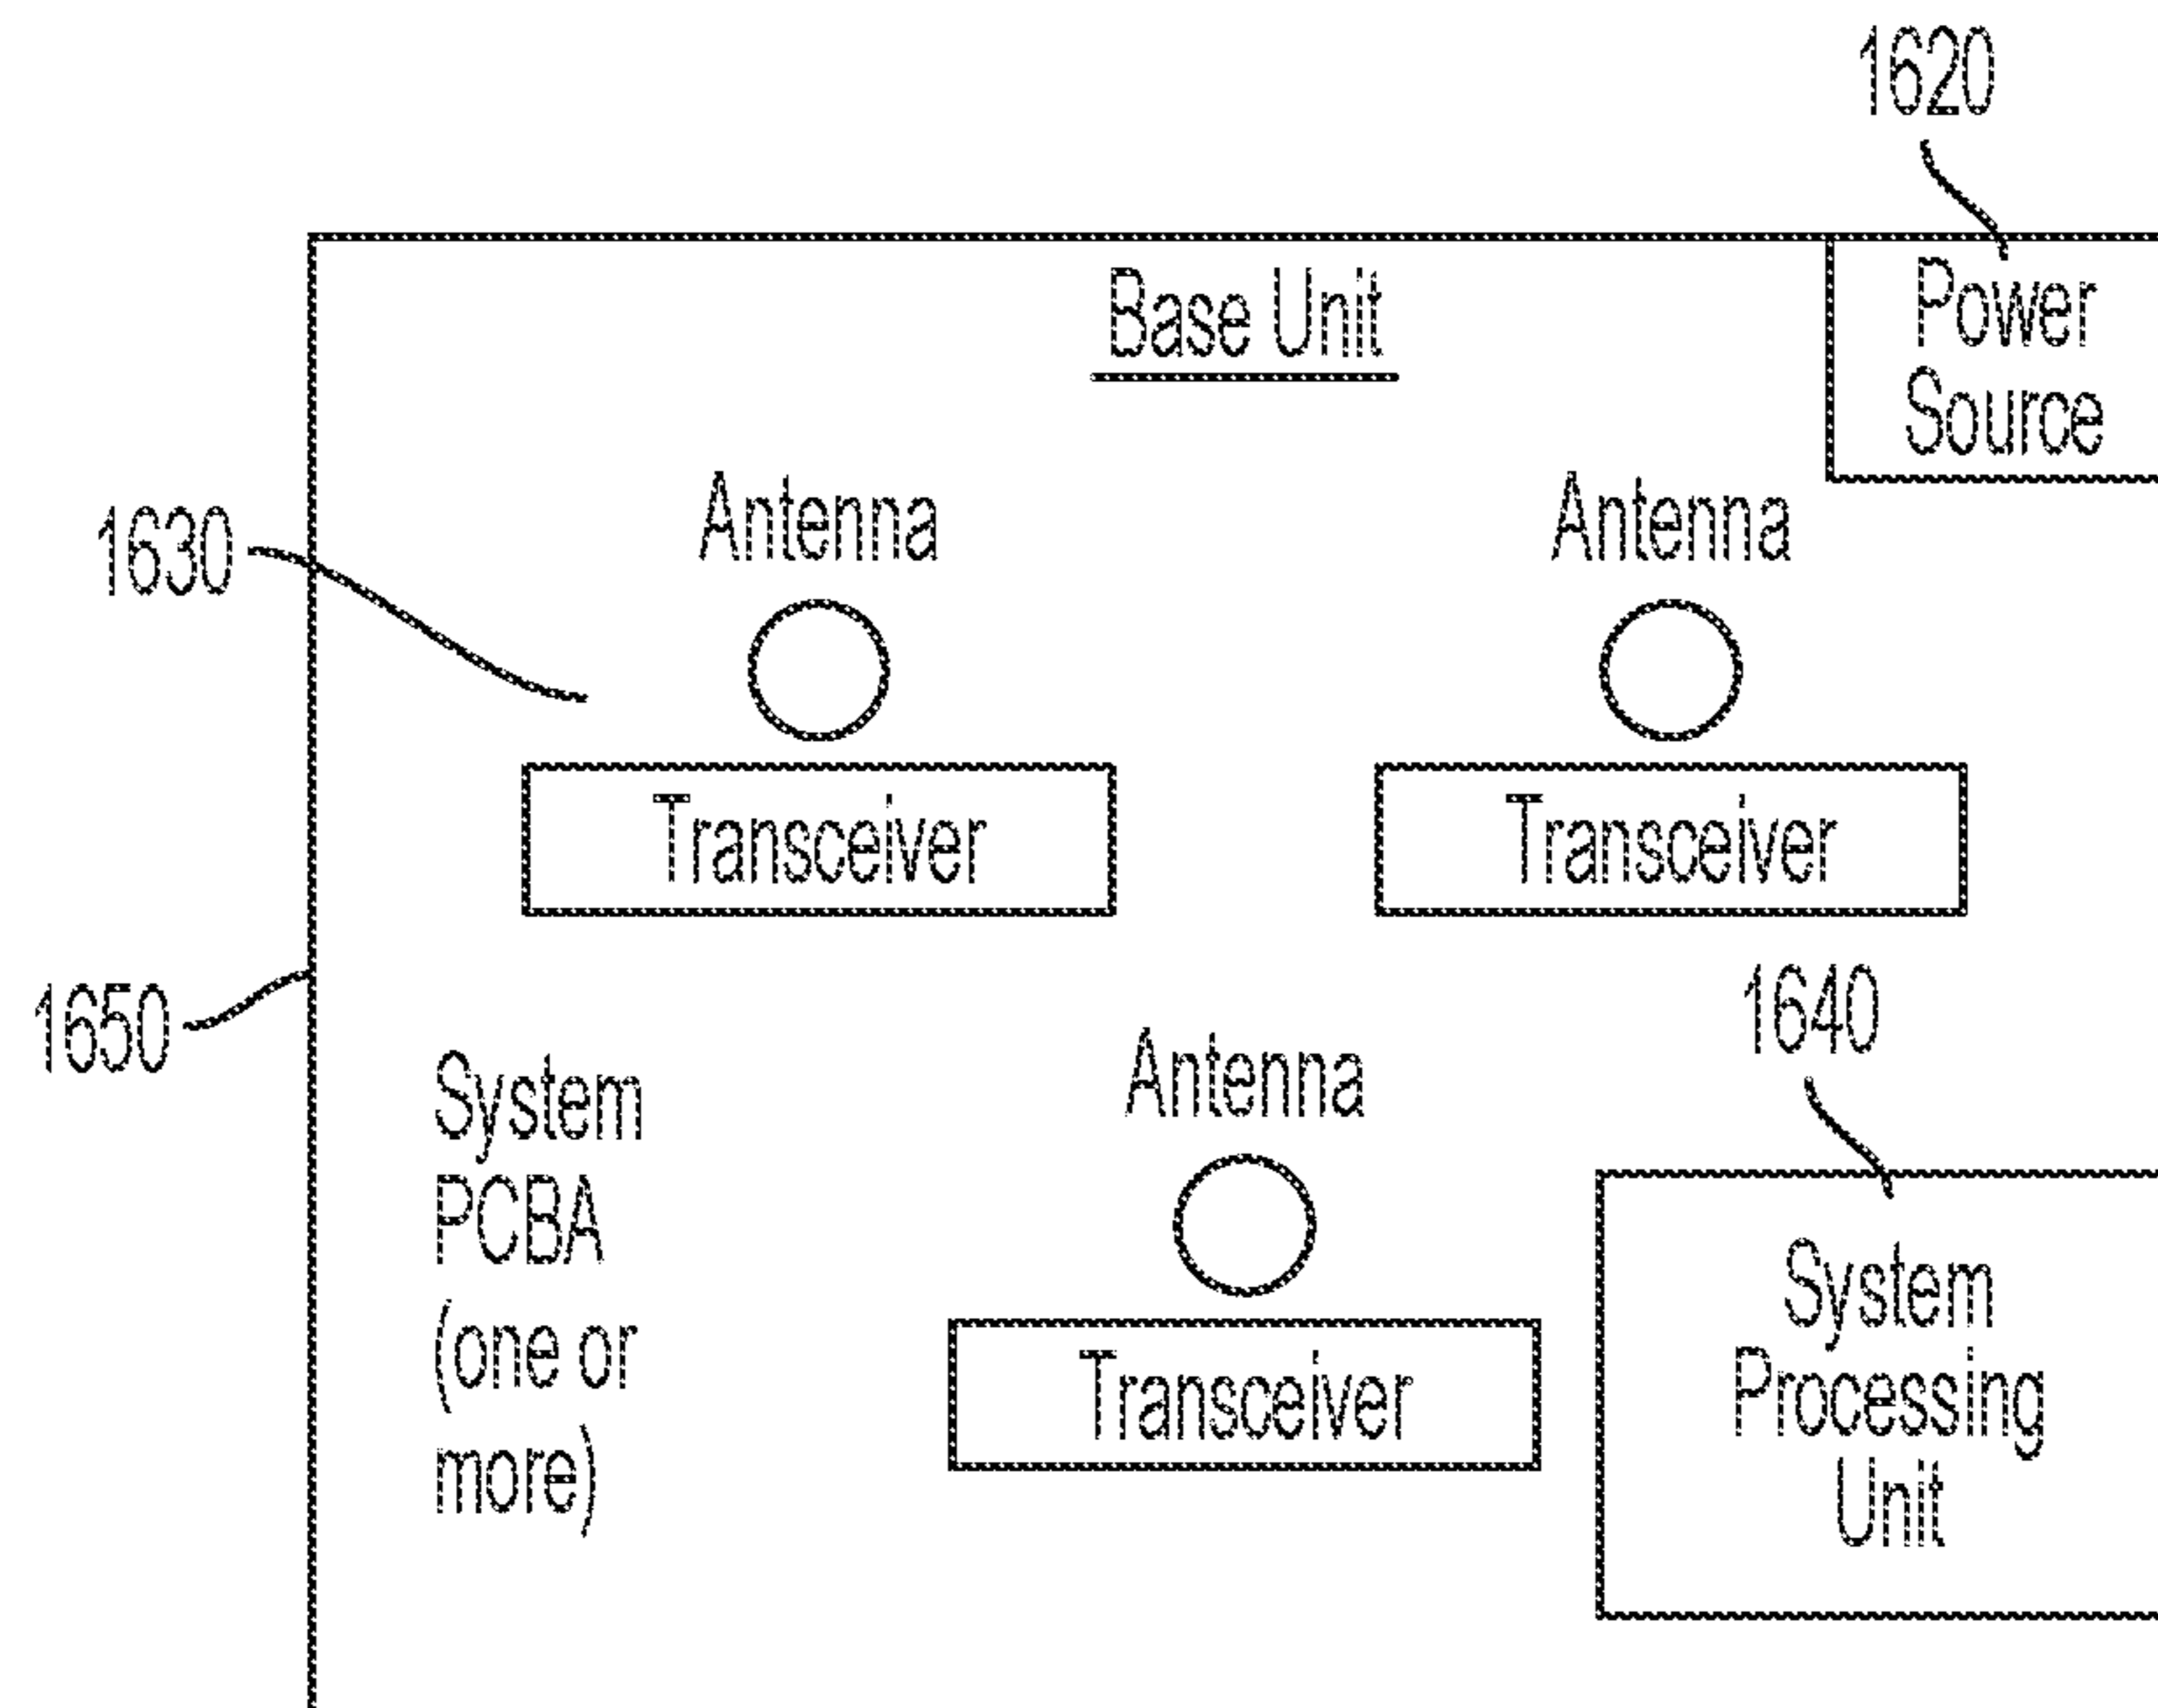 1620
Base Unit
Power
Source
Antenna
Antenna
1630
Transceiver
Transceiver
1650
1640
System
PCBA
(one or
more)
Antenna
Transceiver
System
Processing
Unit